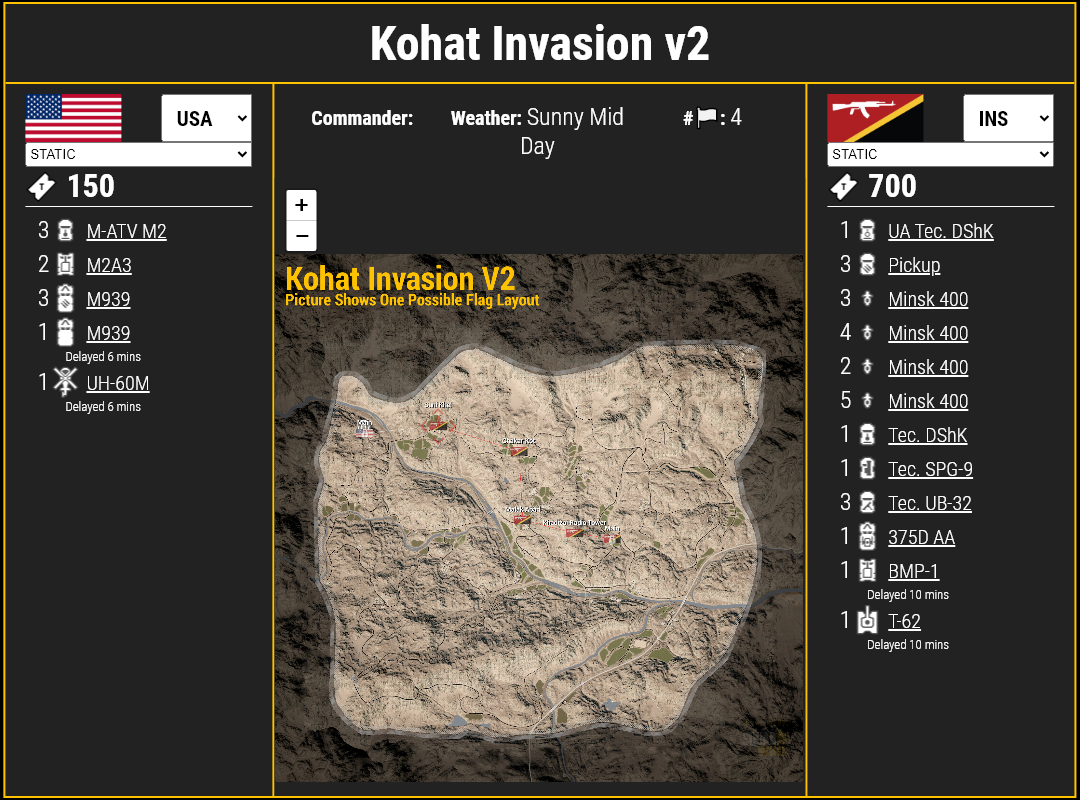 Kohat Invasion v2
USA
STATIC
150
3 M-ATV M2
2 M2A3
3 M939
1 M939
Delayed 6 mins
1 UH-60M
Delayed 6 mins
Commander:
Weather: Sunny Mid
Day
# : 4
+
−
Kohat Invasion V2
Picture Shows One Possible Flag Layout
Main
INS
STATIC
700
1 UA Tec. DShK
3 Pickup
3 Minsk 400
4 Minsk 400
2 Minsk 400
5 Minsk 400
1 Tec. DShK
1 Tec. SPG-9
3 Tec. UB-32
1 375D AA
1 BMP-1
Delayed 10 mins
1 T-62
Delayed 10 mins